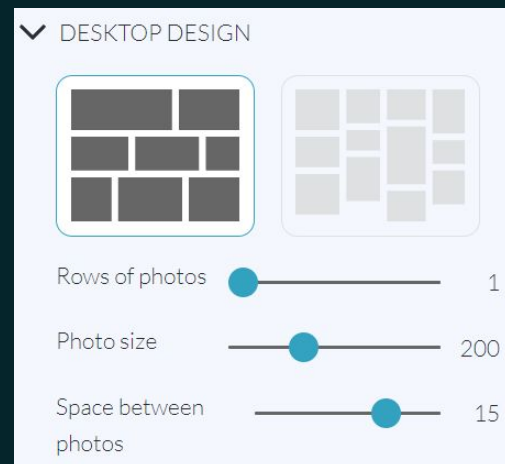 DESKTOP DESIGN
Rows of photos 1
Photo size 200
Space between
photos 15